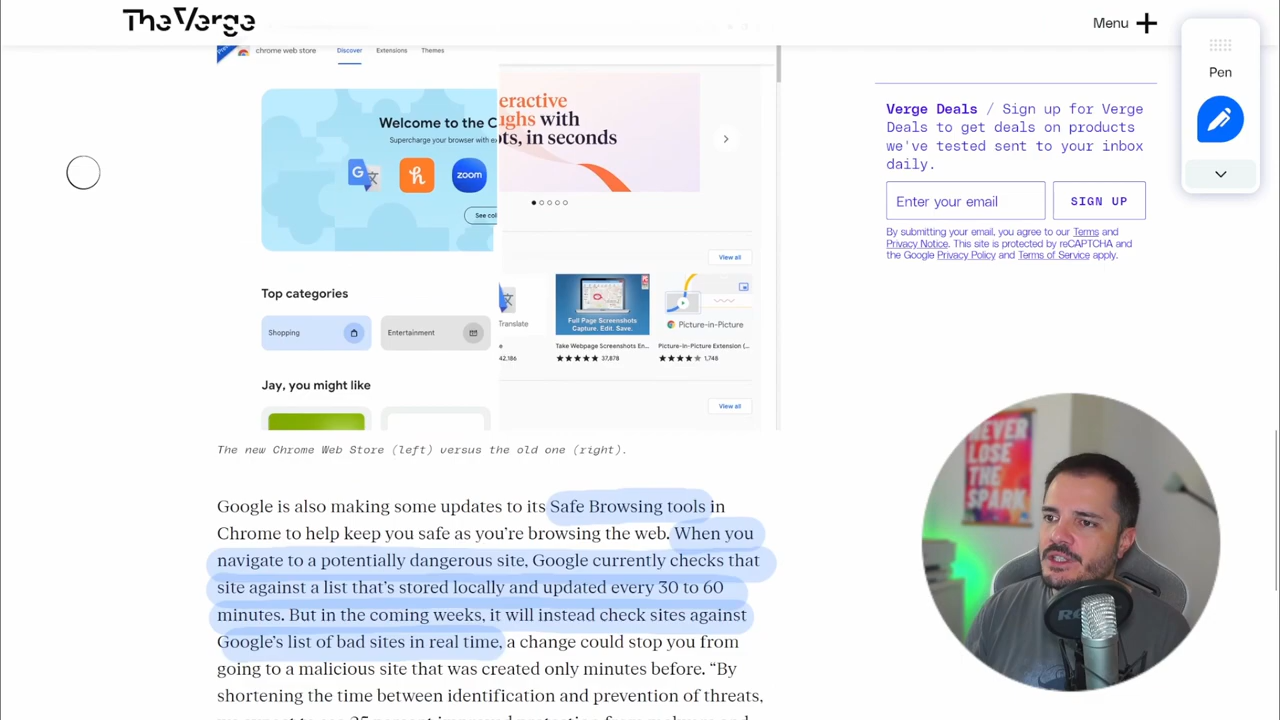 The Verge
Menu
Pen
chrome web store
Discover
Extensions
Themes
Welcome to the C
Supercharge your browser with ex
G
zoom
See col
eractive
ughs with
ots, in seconds
View all
Top categories
Shopping
Entertainment
Translate
Full Page Screenshots
Capture. Edit. Save.
Picture-in-Picture
Take Webpage Screenshots En...
Picture-in-Picture Extension (...
42,186
★★★★★ 37,878
★★★★★ 1,748
Jay, you might like
View all
Verge Deals / Sign up for Verge
Deals to get deals on products
we've tested sent to your inbox
daily.
Enter your email
SIGN UP
By submitting your email, you agree to our Terms and
Privacy Notice. This site is protected by reCAPTCHA and
the Google Privacy Policy and Terms of Service apply.
The new Chrome Web Store (left) versus the old one (right).
Google is also making some updates to its Safe Browsing tools in
Chrome to help keep you safe as you're browsing the web. When you
navigate to a potentially dangerous site, Google currently checks that
site against a list that's stored locally and updated every 30 to 60
minutes. But in the coming weeks, it will instead check sites against
Google's list of bad sites in real time, a change could stop you from
going to a malicious site that was created only minutes before. “By
shortening the time between identification and prevention of threats,
NEVER
LOSE
THE
SPARK